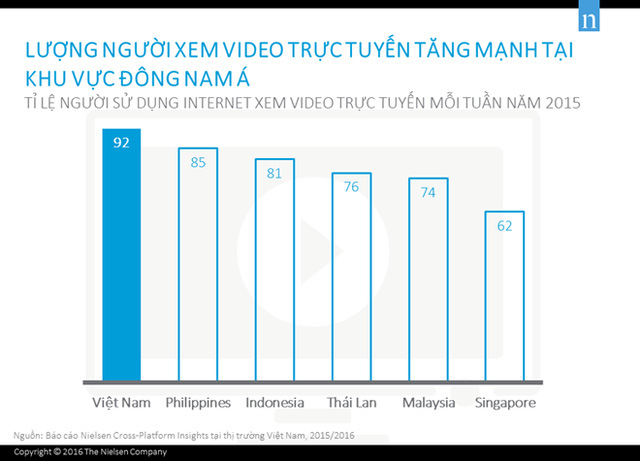 n
LƯỢNG NGƯỜI XEM VIDEO TRỰC TUYẾN TĂNG MẠNH TẠI
KHU VỰC ĐÔNG NAM Á
TỈ LỆ NGƯỜI SỬ DỤNG INTERNET XEM VIDEO TRỰC TUYẾN MỖI TUẦN NĂM 2015
92
85
81
76
74
62
Việt Nam Philippines Indonesia Thái Lan Malaysia Singapore
Nguồn: Báo cáo Nielsen Cross-Platform Insights tại thị trường Việt Nam, 2015/2016
Copyright © 2016 The Nielsen Company